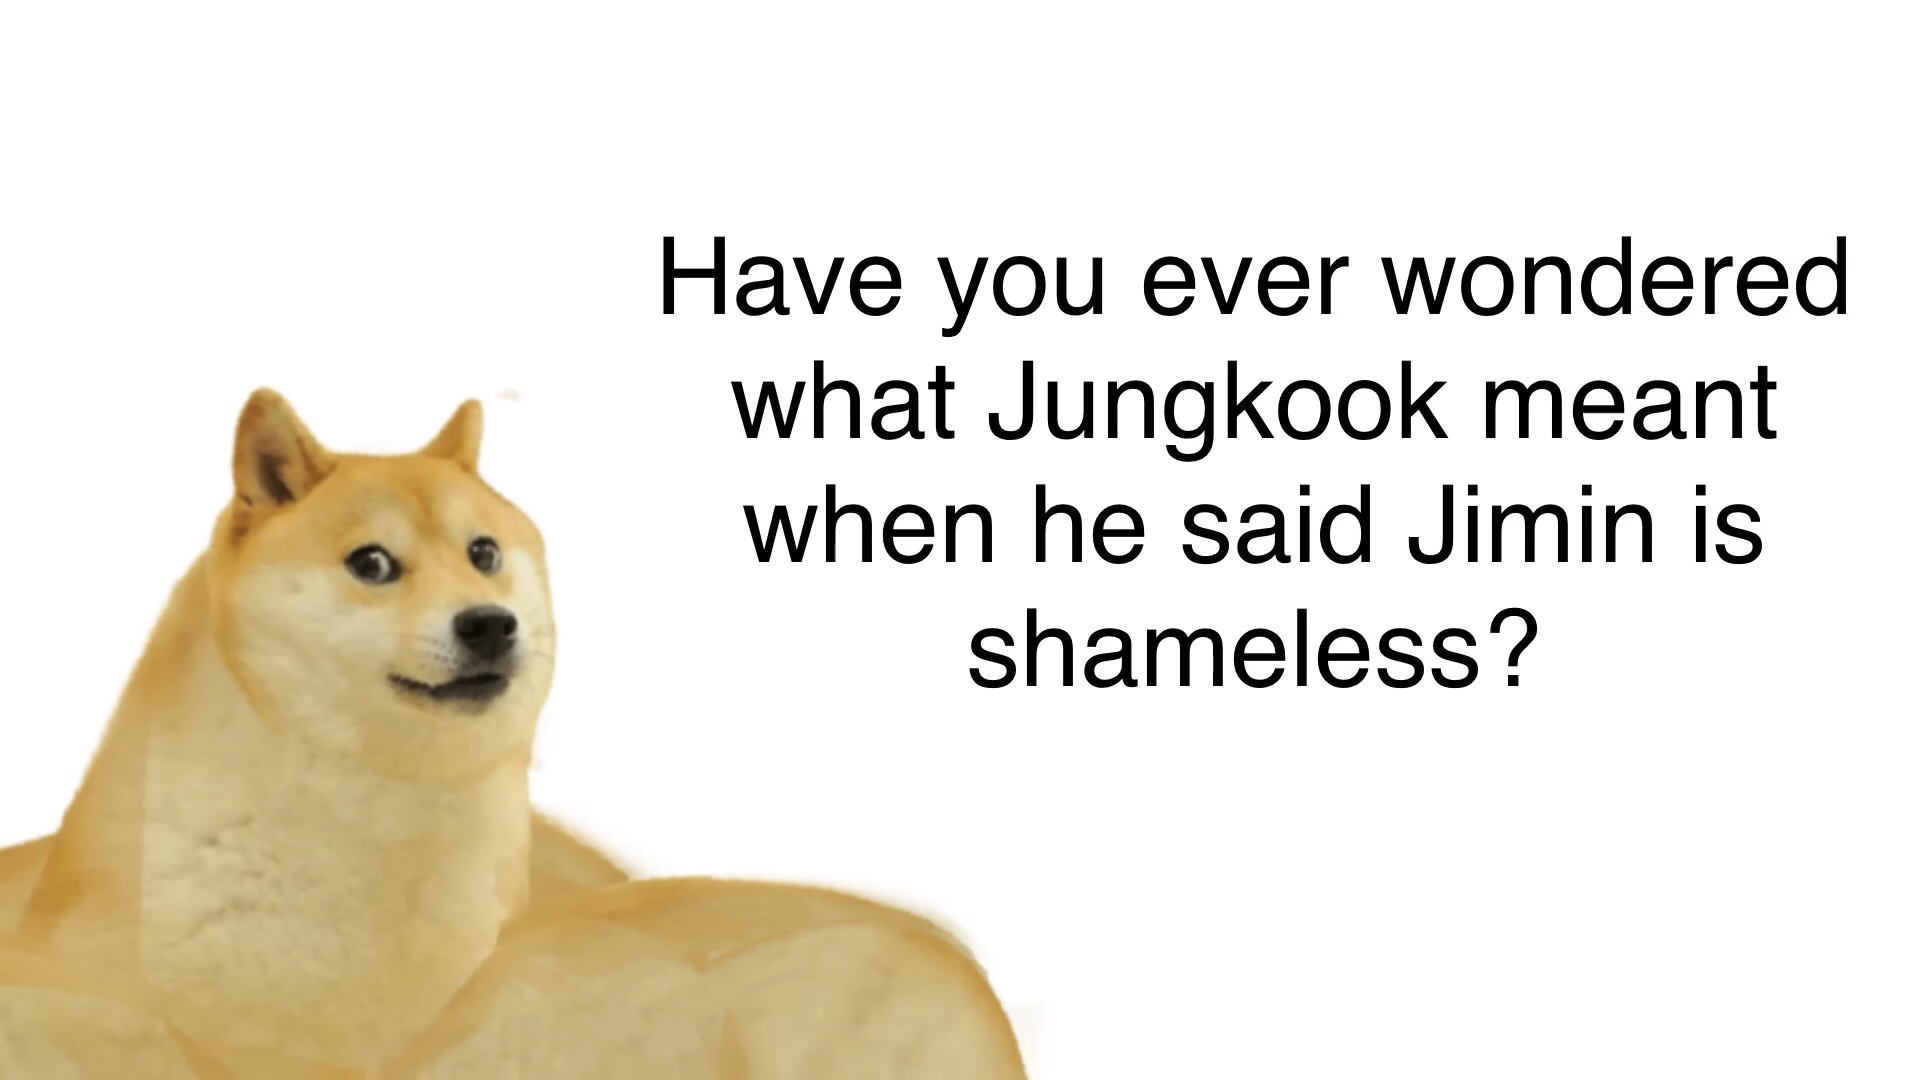 Have you ever wondered
what Jungkook meant
when he said Jimin is
shameless?